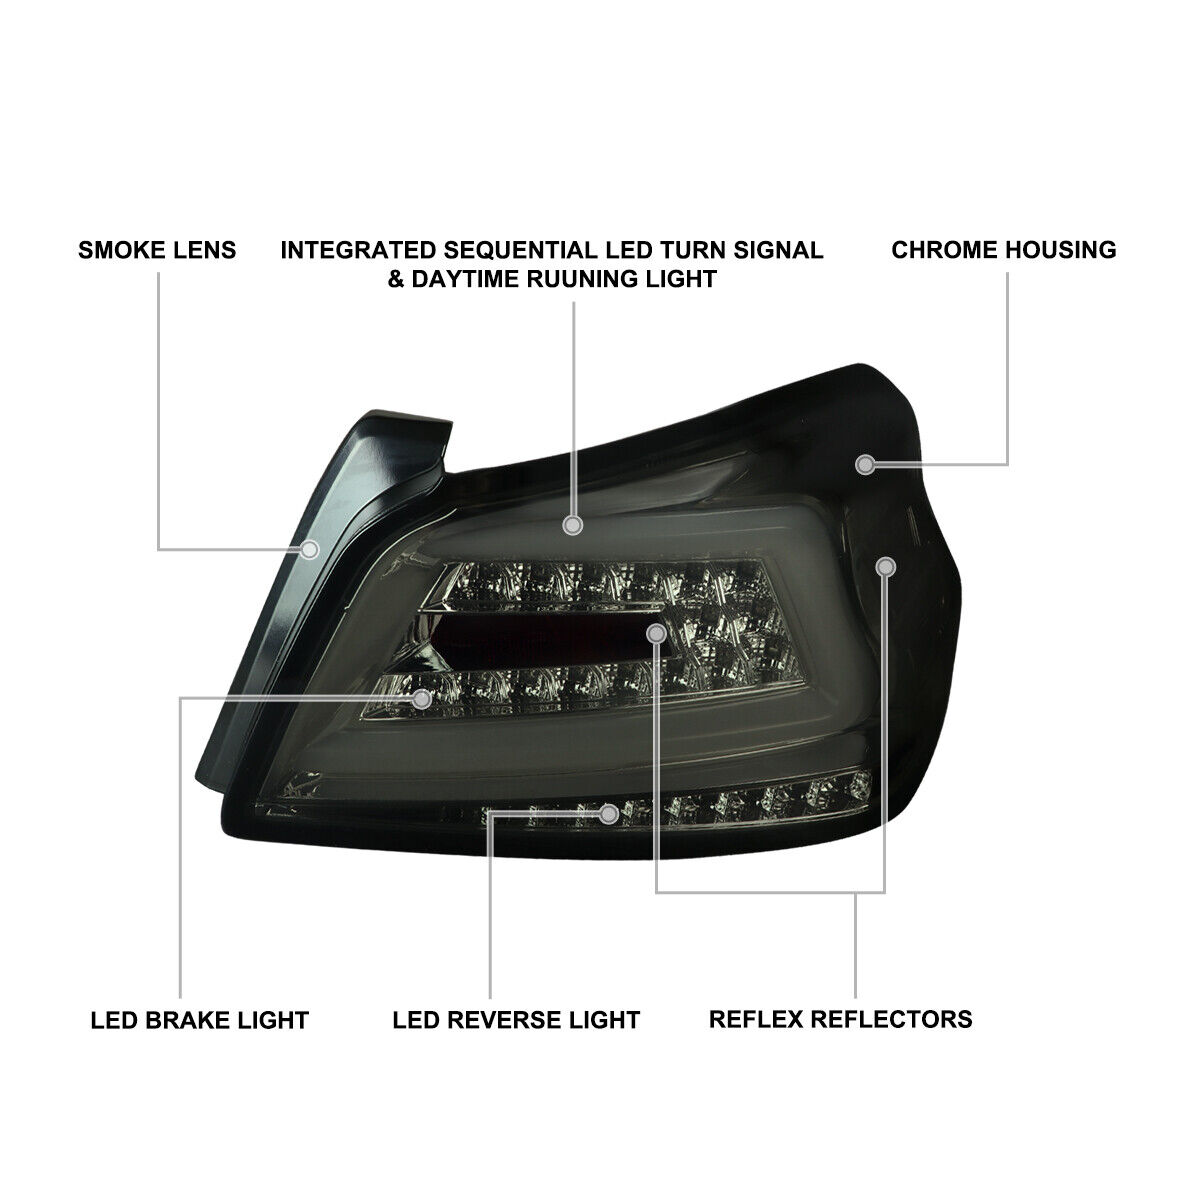 SMOKE LENS
INTEGRATED SEQUENTIAL LED TURN SIGNAL
& DAYTIME RUUNING LIGHT
CHROME HOUSING
LED BRAKE LIGHT
LED REVERSE LIGHT
REFLEX REFLECTORS